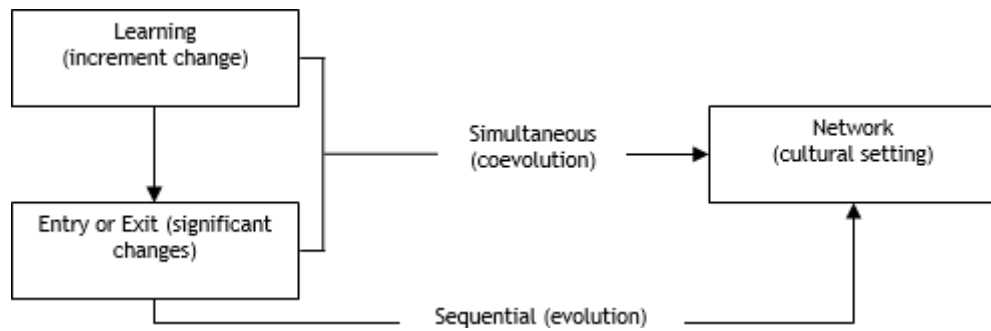 Learning
(increment change)
Simultaneous
(coevolution)
Network
(cultural setting)
Entry or Exit (significant
changes)
Sequential (evolution)